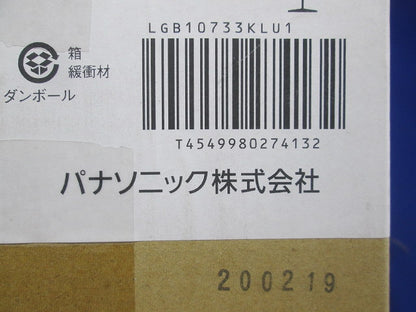 LGB10733KLU1
箱
緩衝材
ダンボール
T4549980274132
パナソニック株式会社
200219